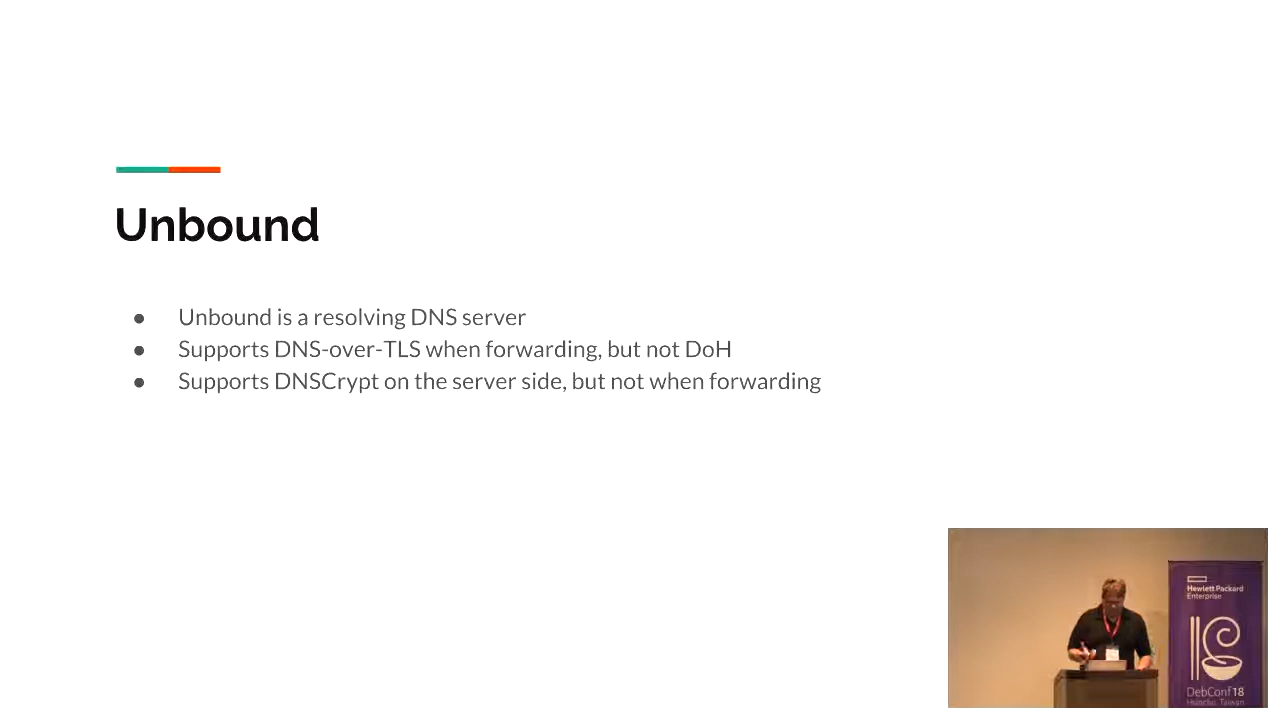 Unbound
● Unbound is a resolving DNS server
● Supports DNS-over-TLS when forwarding, but not DoH
● Supports DNSCrypt on the server side, but not when forwarding
Hewlett Packard
Enterprise
DebConf18
Hsinchu, Taiwan